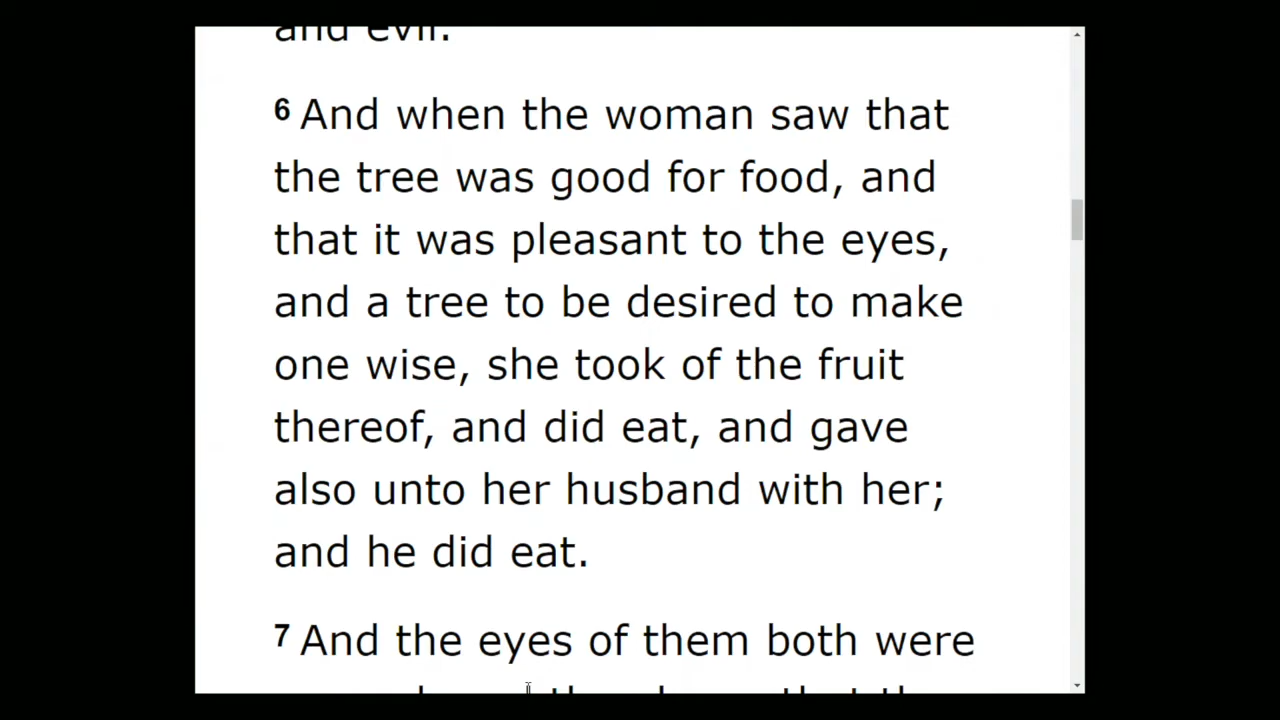 and evil.
6 And when the woman saw that
the tree was good for food, and
that it was pleasant to the eyes,
and a tree to be desired to make
one wise, she took of the fruit
thereof, and did eat, and gave
also unto her husband with her;
and he did eat.
7 And the eyes of them both were